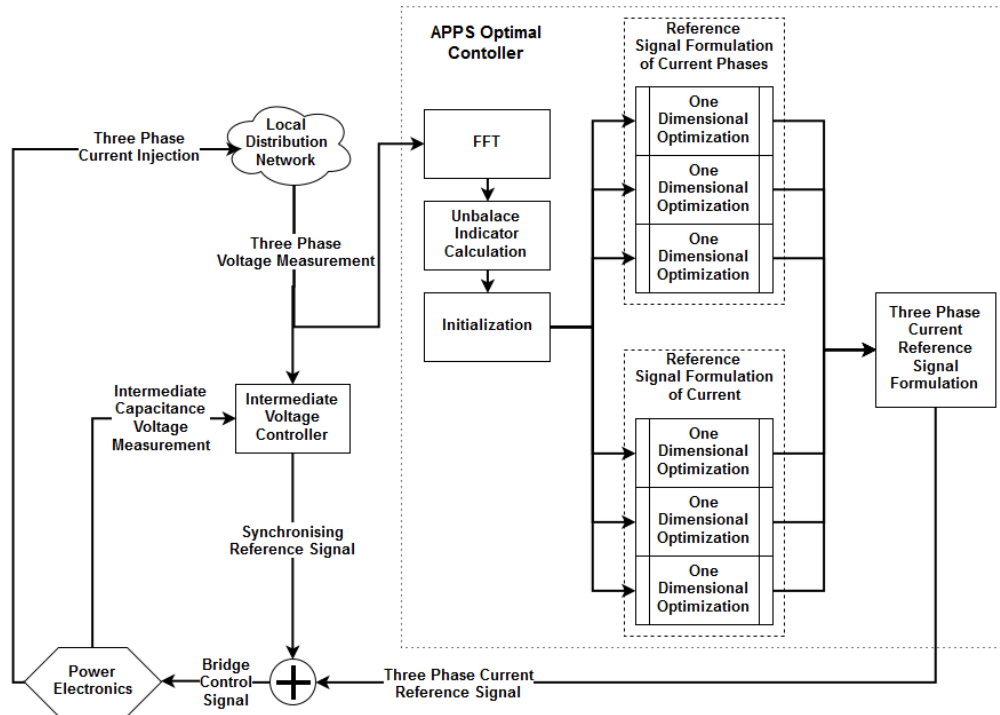 APPS Optimal
Contoller
Reference
Signal Formulation
of Current Phases
One
Dimensional
Optimization
One
Dimensional
Optimization
One
Dimensional
Optimization
FFT
Unbalace
Indicator
Calculation
Initialization
Three Phase
Current Injection
Local
Distribution
Network
Three Phase
Voltage Measurement
Reference
Signal Formulation
of Current
One
Dimensional
Optimization
One
Dimensional
Optimization
One
Dimensional
Optimization
Three Phase
Current
Reference
Signal
Formulation
Intermediate
Capacitance
Voltage
Measurement
Intermediate
Voltage
Controller
Synchronising
Reference Signal
Power
Electronics
Bridge
Control
Signal
Three Phase Current
Reference Signal